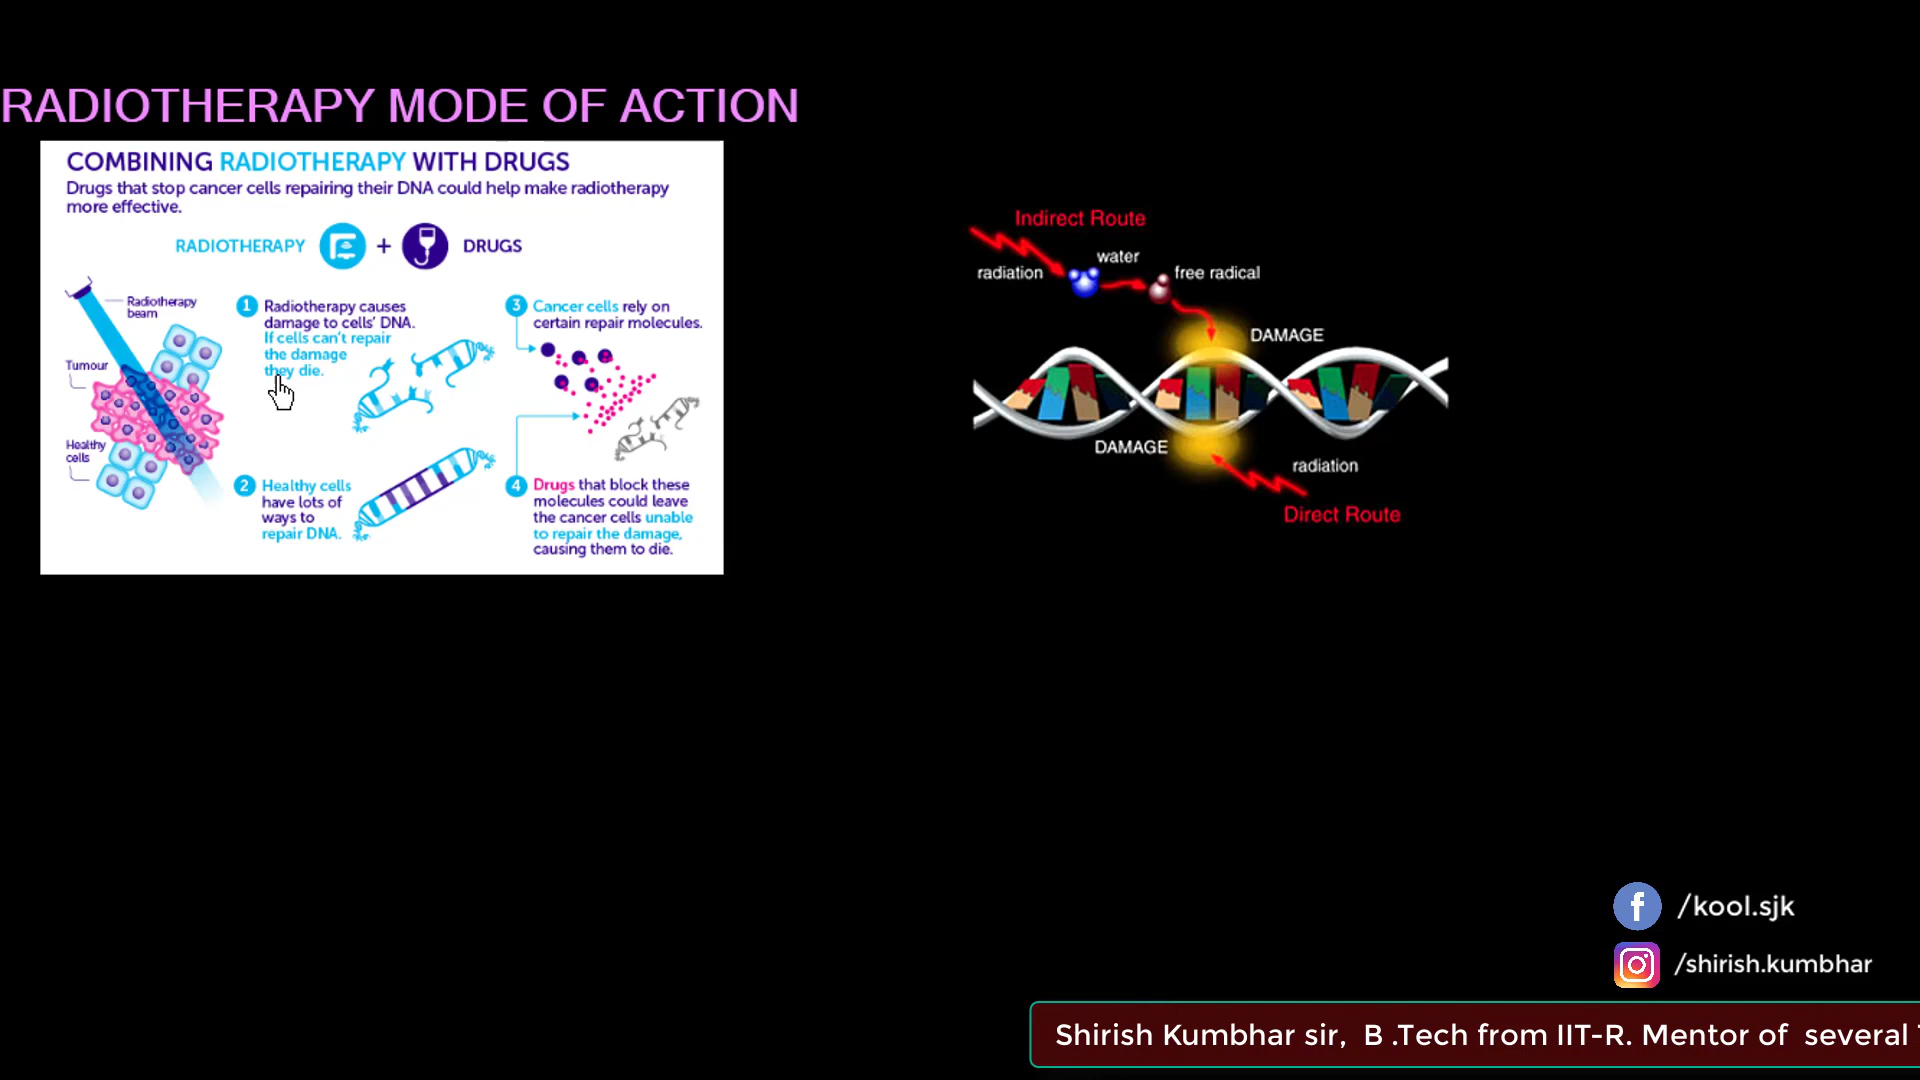 RADIOTHERAPY MODE OF ACTION
COMBINING RADIOTHERAPY WITH DRUGS
Drugs that stop cancer cells repairing their DNA could help make radiotherapy
more effective.
RADIOTHERAPY + DRUGS
Radiotherapy
beam
Tumour
Healthy
cells
1 Radiotherapy causes
damage to cells' DNA.
If cells can't repair
the damage
they die.
2 Healthy cells
have lots of
ways to
repair DNA.
3 Cancer cells rely on
certain repair molecules.
4 Drugs that block these
molecules could leave
the cancer cells unable
to repair the damage,
causing them to die.
Indirect Route
radiation
water
free radical
DAMAGE
DAMAGE
radiation
Direct Route
/kool.sjk
/shirish.kumbhar
Shirish Kumbhar sir, B .Tech from IIT-R. Mentor of several